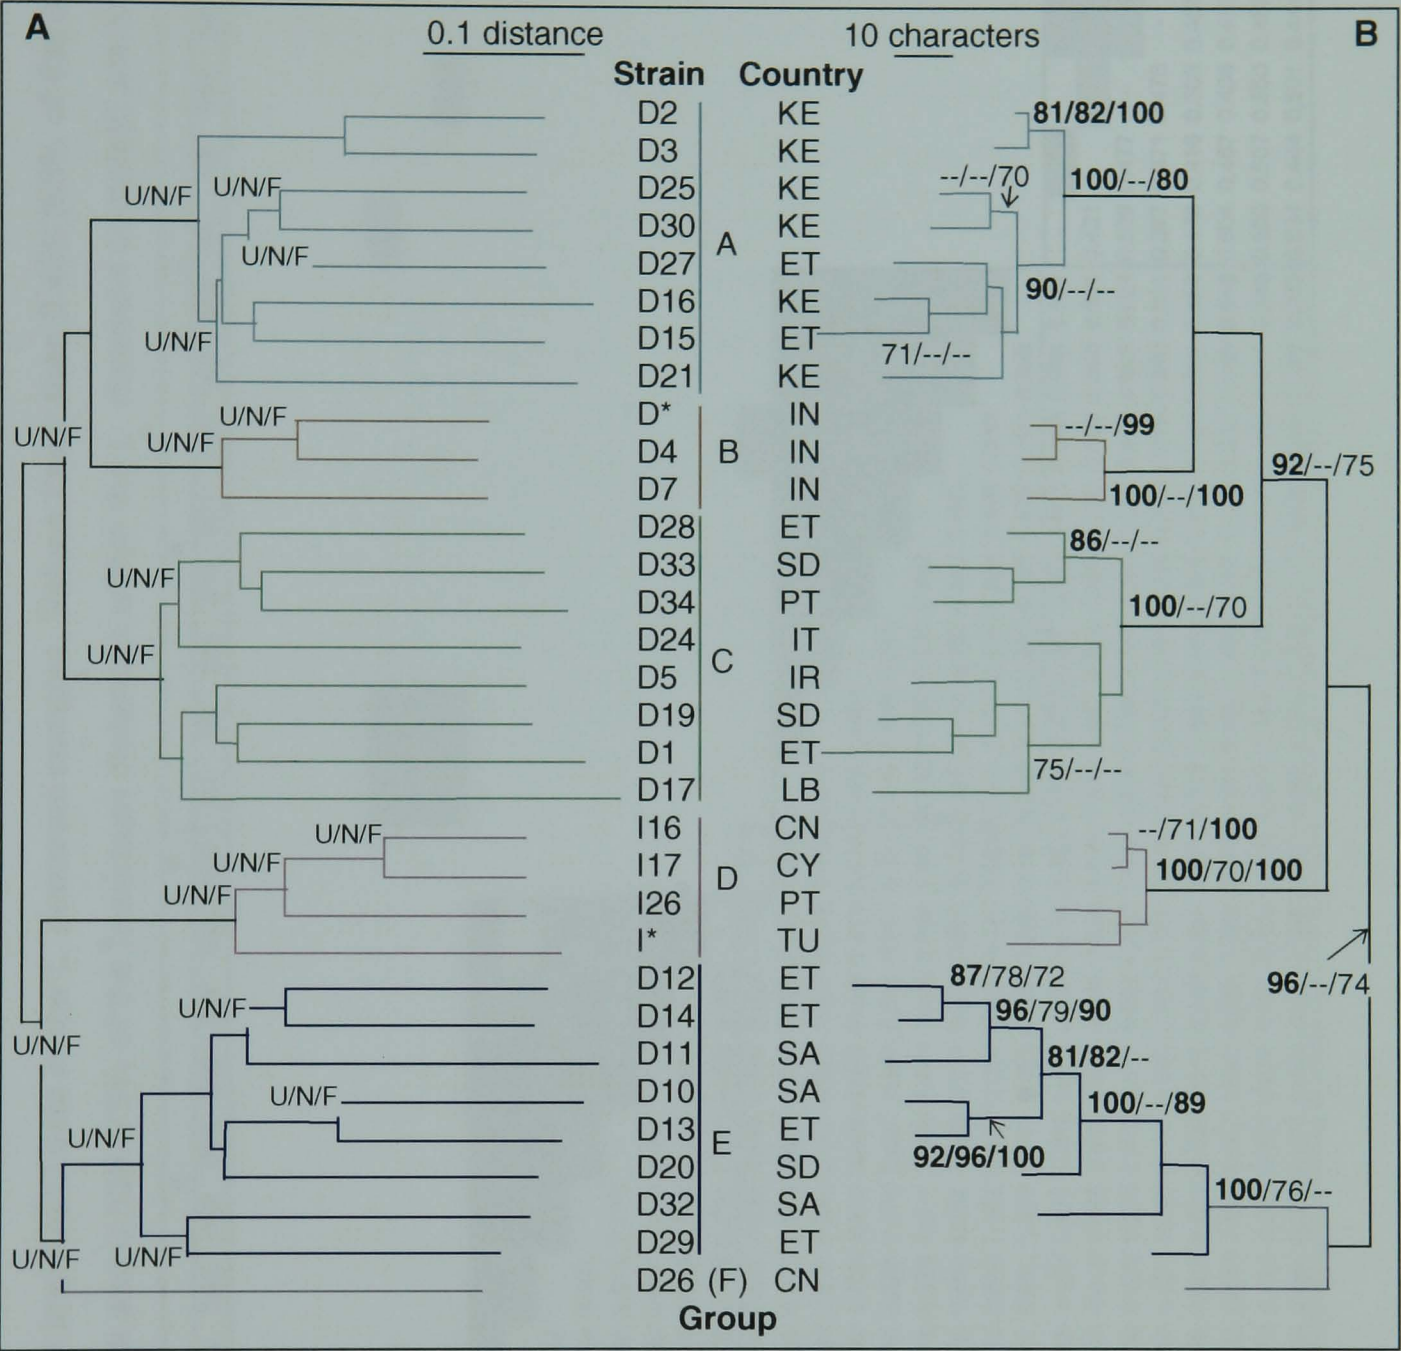 A 0.1 distance 10 characters B
Strain Country
D2 KE 81/82/100
D3 KE
U/N/F U/N/F D25 KE --/--/70 100/--/80
D30 KE
A
U/N/F D27 ET
D16 KE 90/--/--
U/N/F D15 ET 71/--/--
D21 KE
U/N/F D* IN --/--/99
U/N/F U/N/F D4 B IN 92/--/75
D7 IN 100/--/100
D28 ET 86/--/--
U/N/F D33 SD
D34 PT 100/--/70
U/N/F D24 IT
C
D5 IR
D19 SD
D1 ET 75/--/--
D17 LB
U/N/F I16 CN --/71/100
U/N/F I17 D CY 100/70/100
U/N/F I26 PT
I* TU
D12 ET 87/78/72 96/--/74
U/N/F D14 ET 96/79/90
U/N/F D11 SA 81/82/--
U/N/F D10 SA 100/--/89
U/N/F D13 E ET 92/96/100
D20 SD
D32 SA 100/76/--
U/N/F U/N/F D29 ET
D26 (F) CN
Group